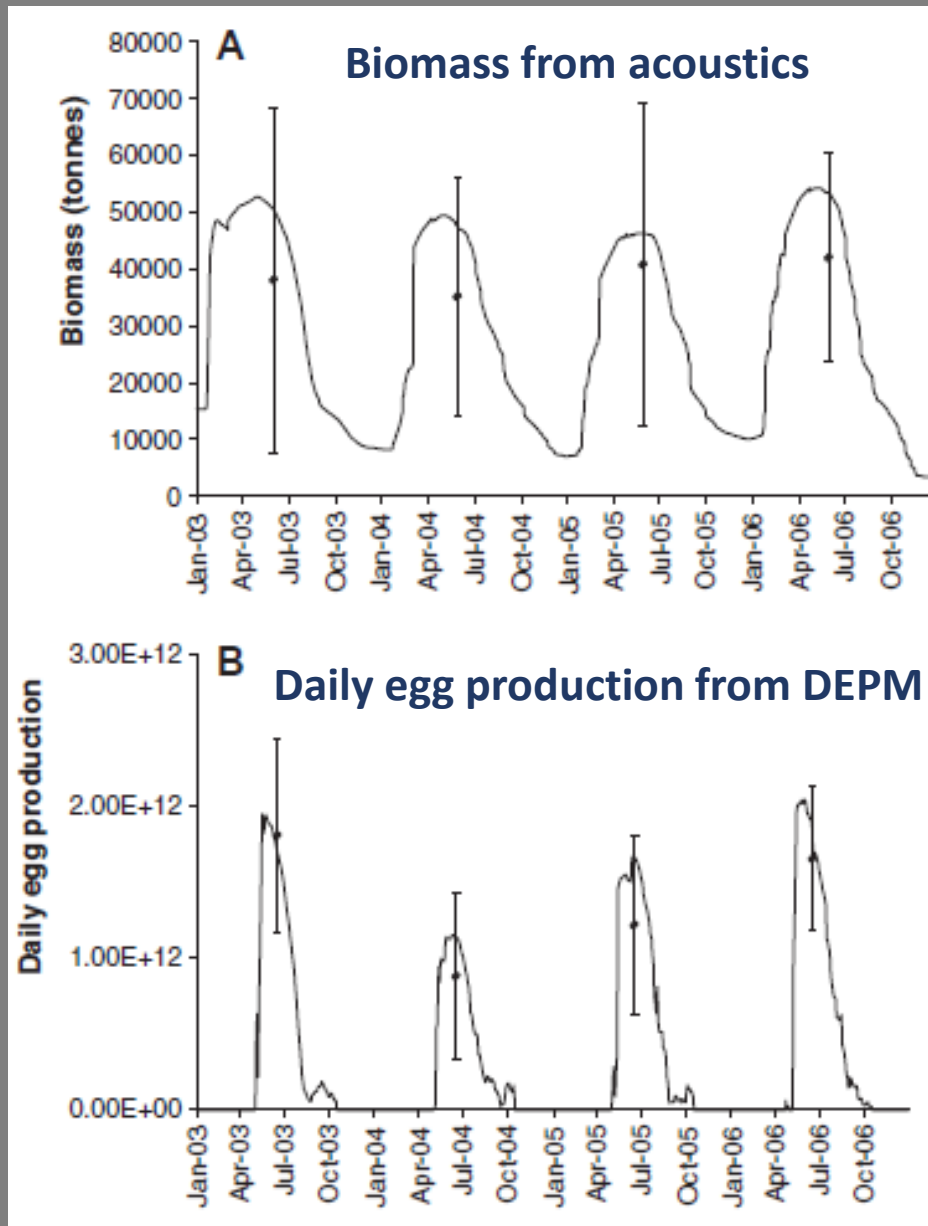 A
Biomass from acoustics
Biomass (tonnes)
80000
70000
60000
50000
40000
30000
20000
10000
0
Jan-03
Apr-03
Jul-03
Oct-03
Jan-04
Apr-04
Jul-04
Oct-04
Jan-05
Apr-05
Jul-05
Oct-05
Jan-06
Apr-06
Jul-06
Oct-06
B
Daily egg production from DEPM
Daily egg production
3.00E+12
2.00E+12
1.00E+12
0.00E+00
Jan-03
Apr-03
Jul-03
Oct-03
Jan-04
Apr-04
Jul-04
Oct-04
Jan-05
Apr-05
Jul-05
Oct-05
Jan-06
Apr-06
Jul-06
Oct-06